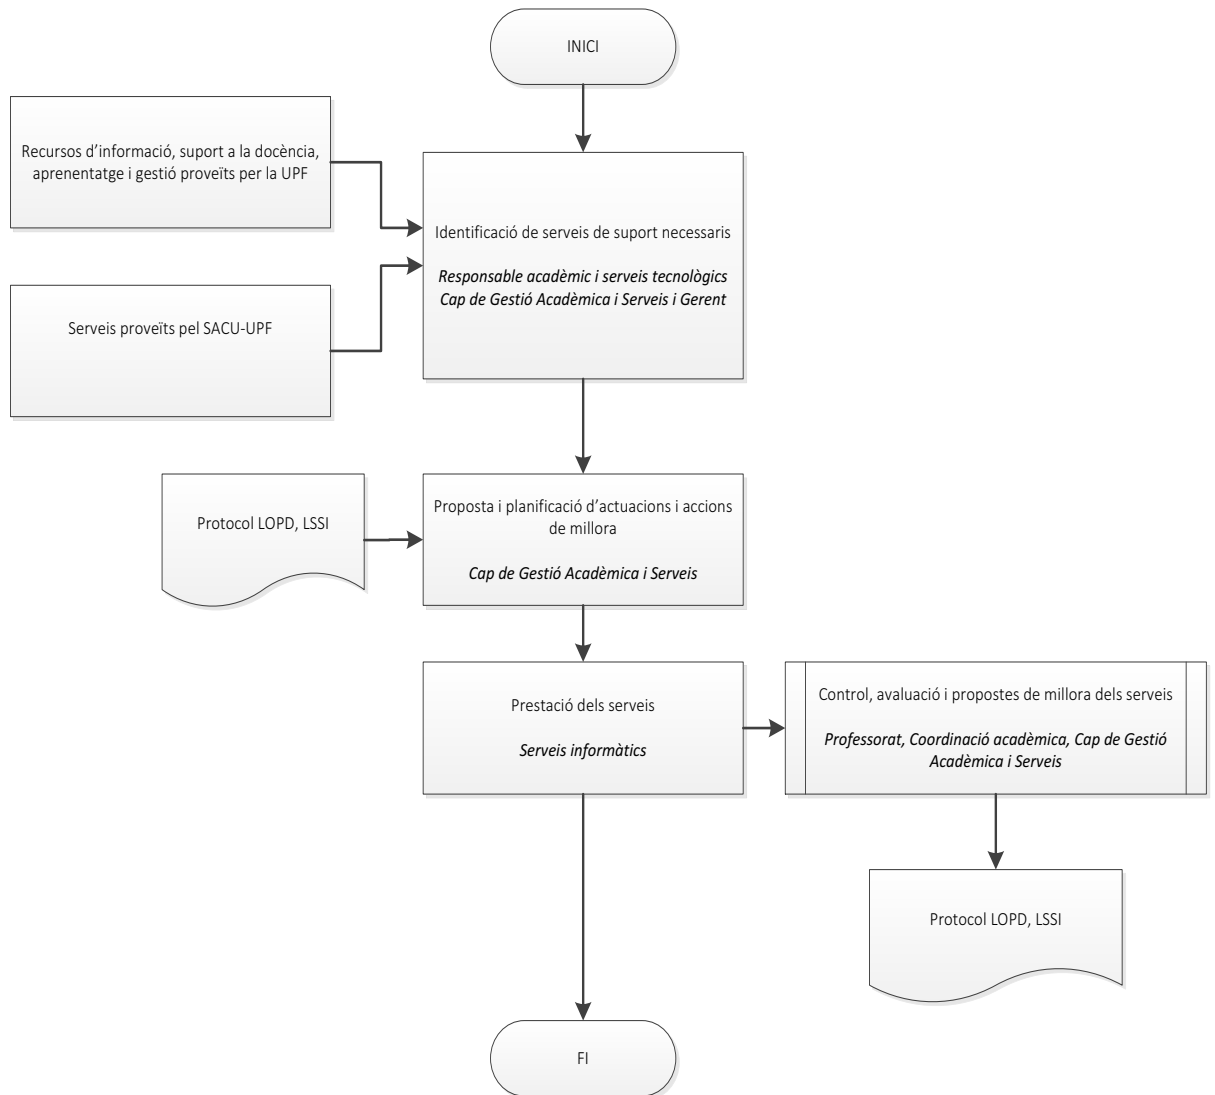 INICI
Recursos d'informació, suport a la docència,
aprenentatge i gestió proveïts per la UPF
Identificació de serveis de suport necessaris
Responsable acadèmic i serveis tecnològics
Cap de Gestió Acadèmica i Serveis i Gerent
Serveis proveïts pel SACU-UPF
Protocol LOPD, LSSI
Proposta i planificació d'actuacions i accions
de millora
Cap de Gestió Acadèmica i Serveis
Prestació dels serveis
Serveis informàtics
Control, avaluació i propostes de millora dels serveis
Professorat, Coordinació acadèmica, Cap de Gestió
Acadèmica i Serveis
Protocol LOPD, LSSI
FI